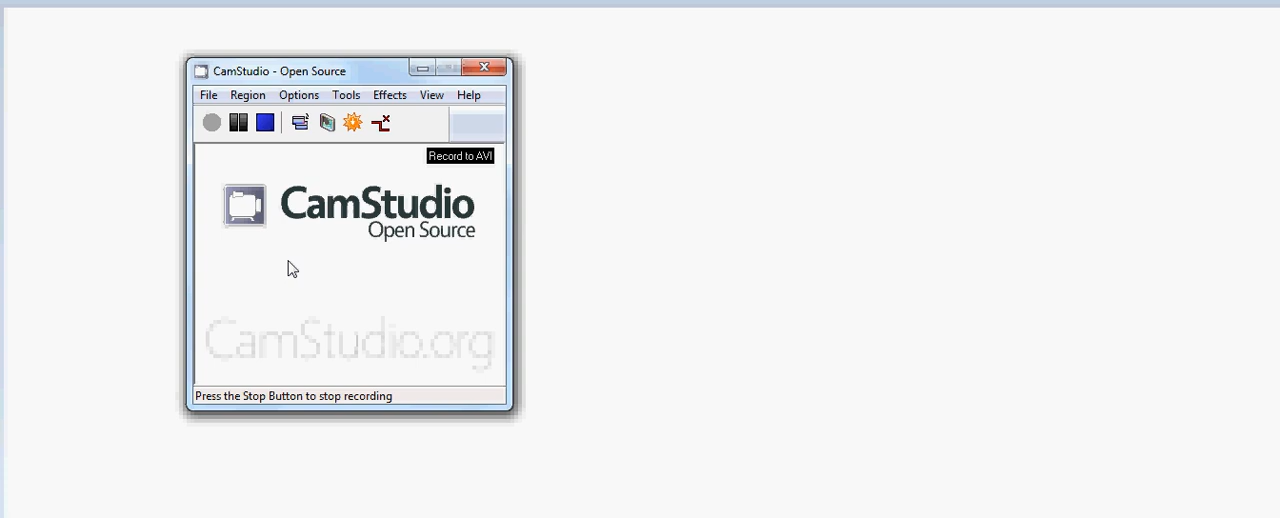 CamStudio - Open Source
File Region Options Tools Effects View Help
Record to AVI
CamStudio
Open Source
CamStudio.org
Press the Stop Button to stop recording